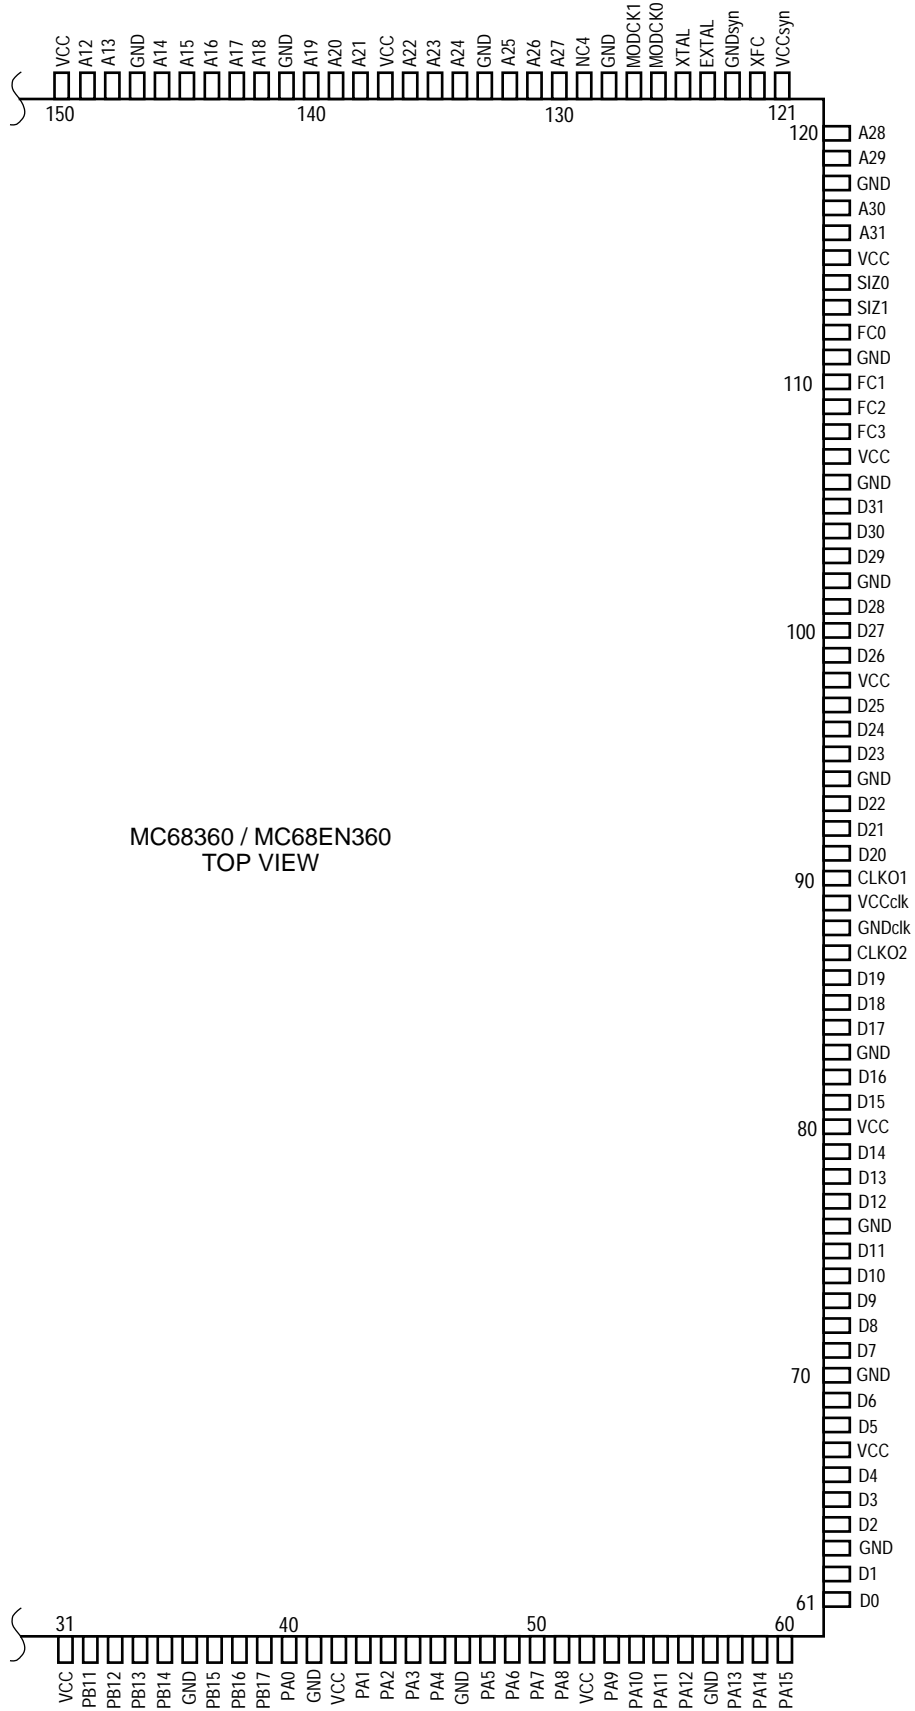 VCC
A12
A13
GND
A14
A15
A16
A17
A18
GND
A19
A20
A21
VCC
A22
A23
A24
GND
A25
A26
A27
NC4
GND
MODCK1
MODCK0
XTAL
EXTAL
GNDsyn
XFC
VCCsyn
150
140
130
121
120
A28
A29
GND
A30
A31
VCC
SIZ0
SIZ1
FC0
GND
110
FC1
FC2
FC3
VCC
GND
D31
D30
D29
GND
D28
100
D27
D26
VCC
D25
D24
D23
GND
D22
D21
D20
MC68360 / MC68EN360
TOP VIEW
90
CLKO1
VCCclk
GNDclk
CLKO2
D19
D18
D17
GND
D16
D15
80
VCC
D14
D13
D12
GND
D11
D10
D9
D8
D7
70
GND
D6
D5
VCC
D4
D3
D2
GND
D1
61
D0
31
40
50
60
VCC
PB11
PB12
PB13
PB14
GND
PB15
PB16
PB17
PA0
GND
VCC
PA1
PA2
PA3
PA4
GND
PA5
PA6
PA7
PA8
VCC
PA9
PA10
PA11
PA12
GND
PA13
PA14
PA15